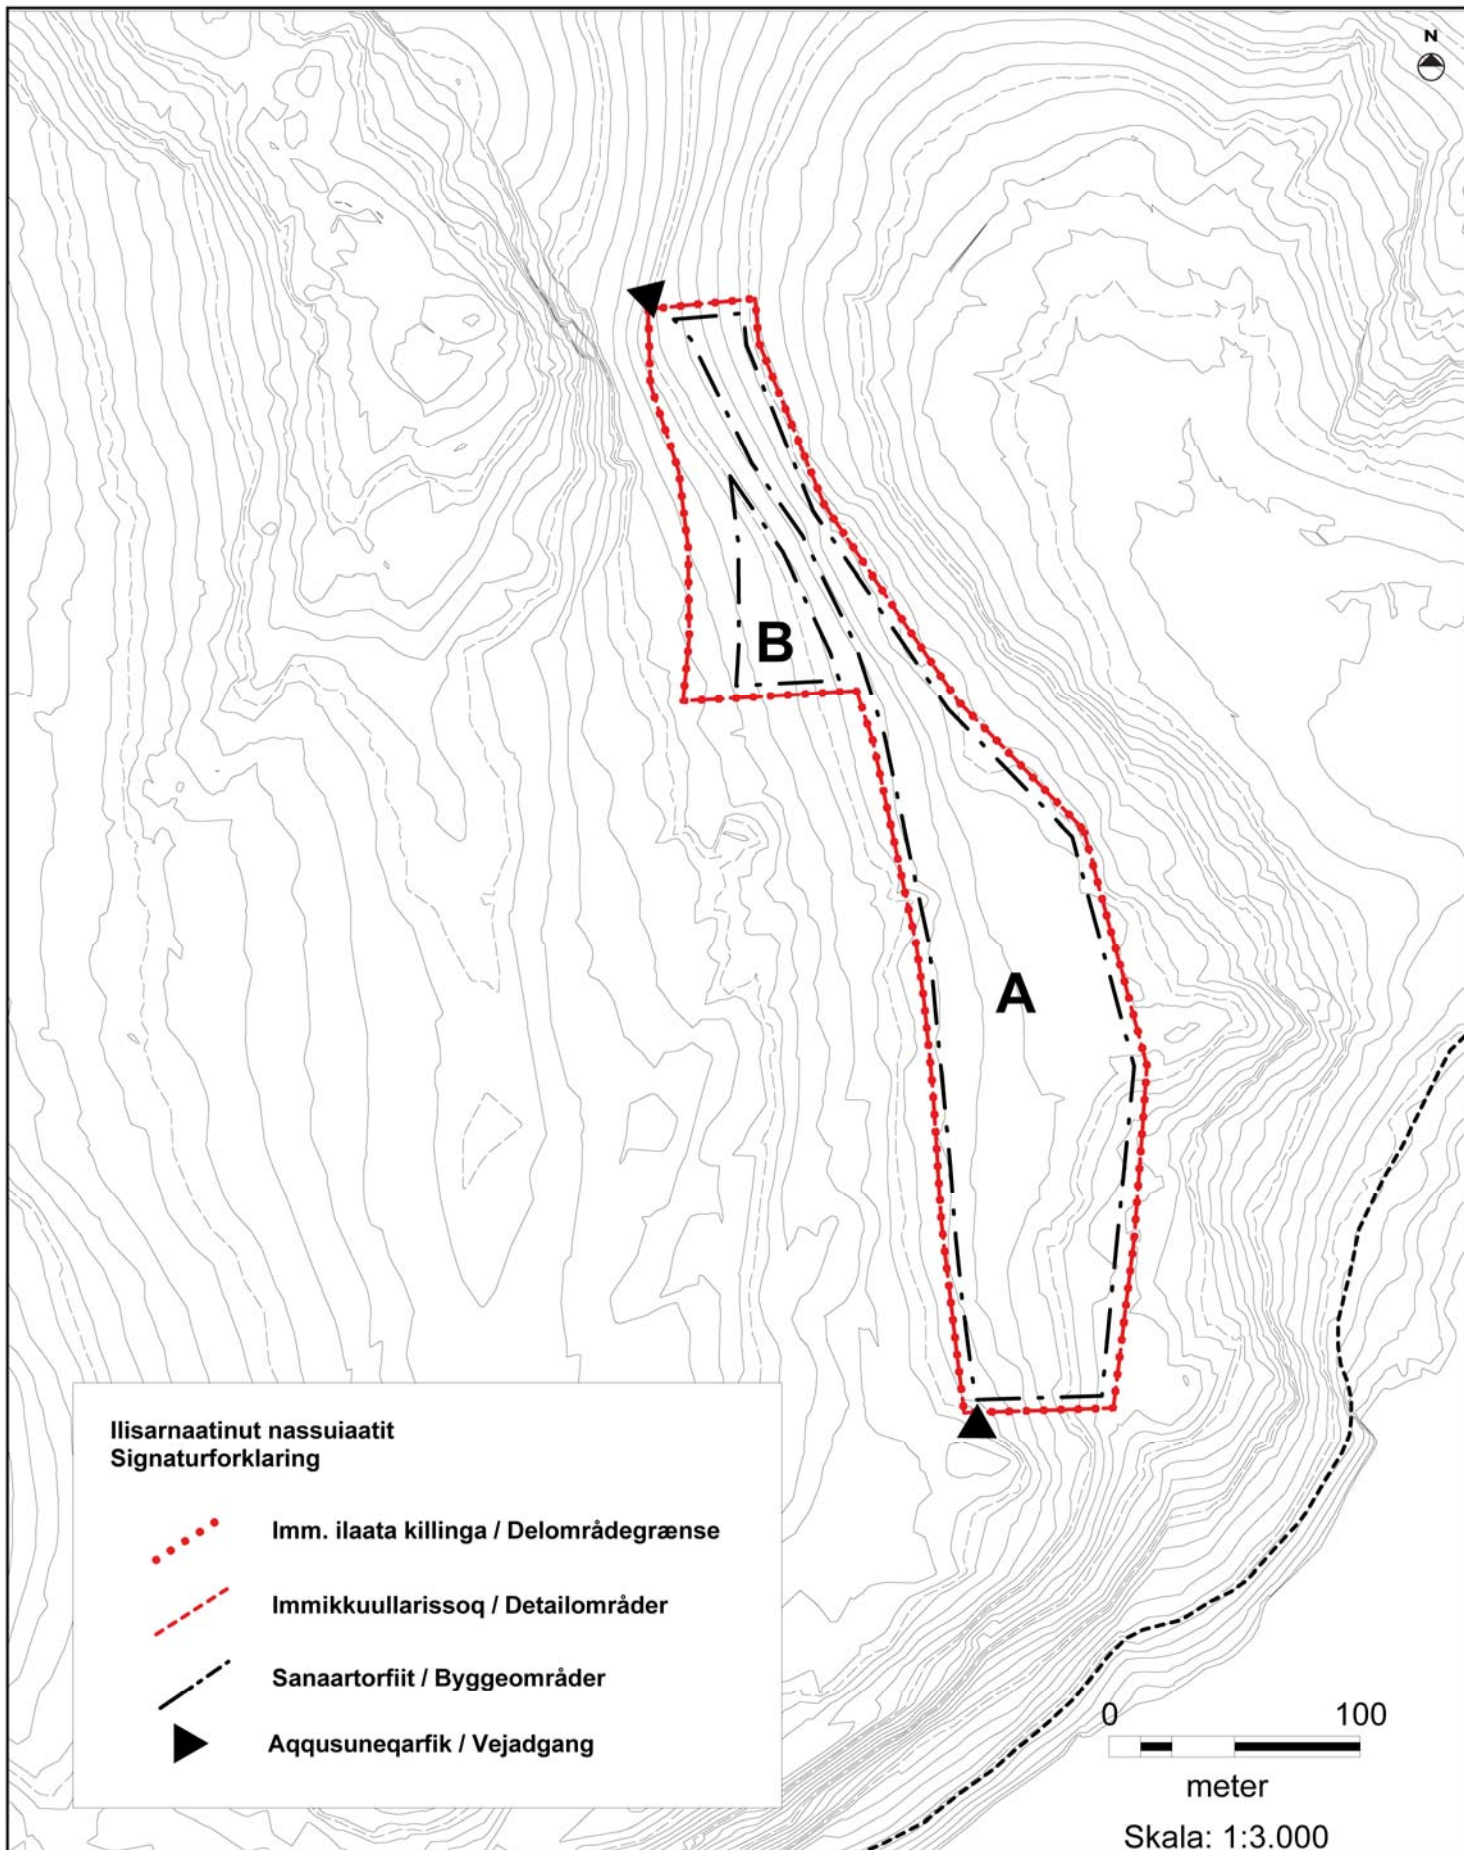 N
B
A
Ilisarnaatinut nassuiaatit
Signaturforklaring
Imm. ilaata killinga / Delområdegrænse
Immikkuullarissoq / Detailområder
Sanaartorfiit / Byggeområder
Aqqusuneqarfik / Vejadgang
0 100
meter
Skala: 1:3.000